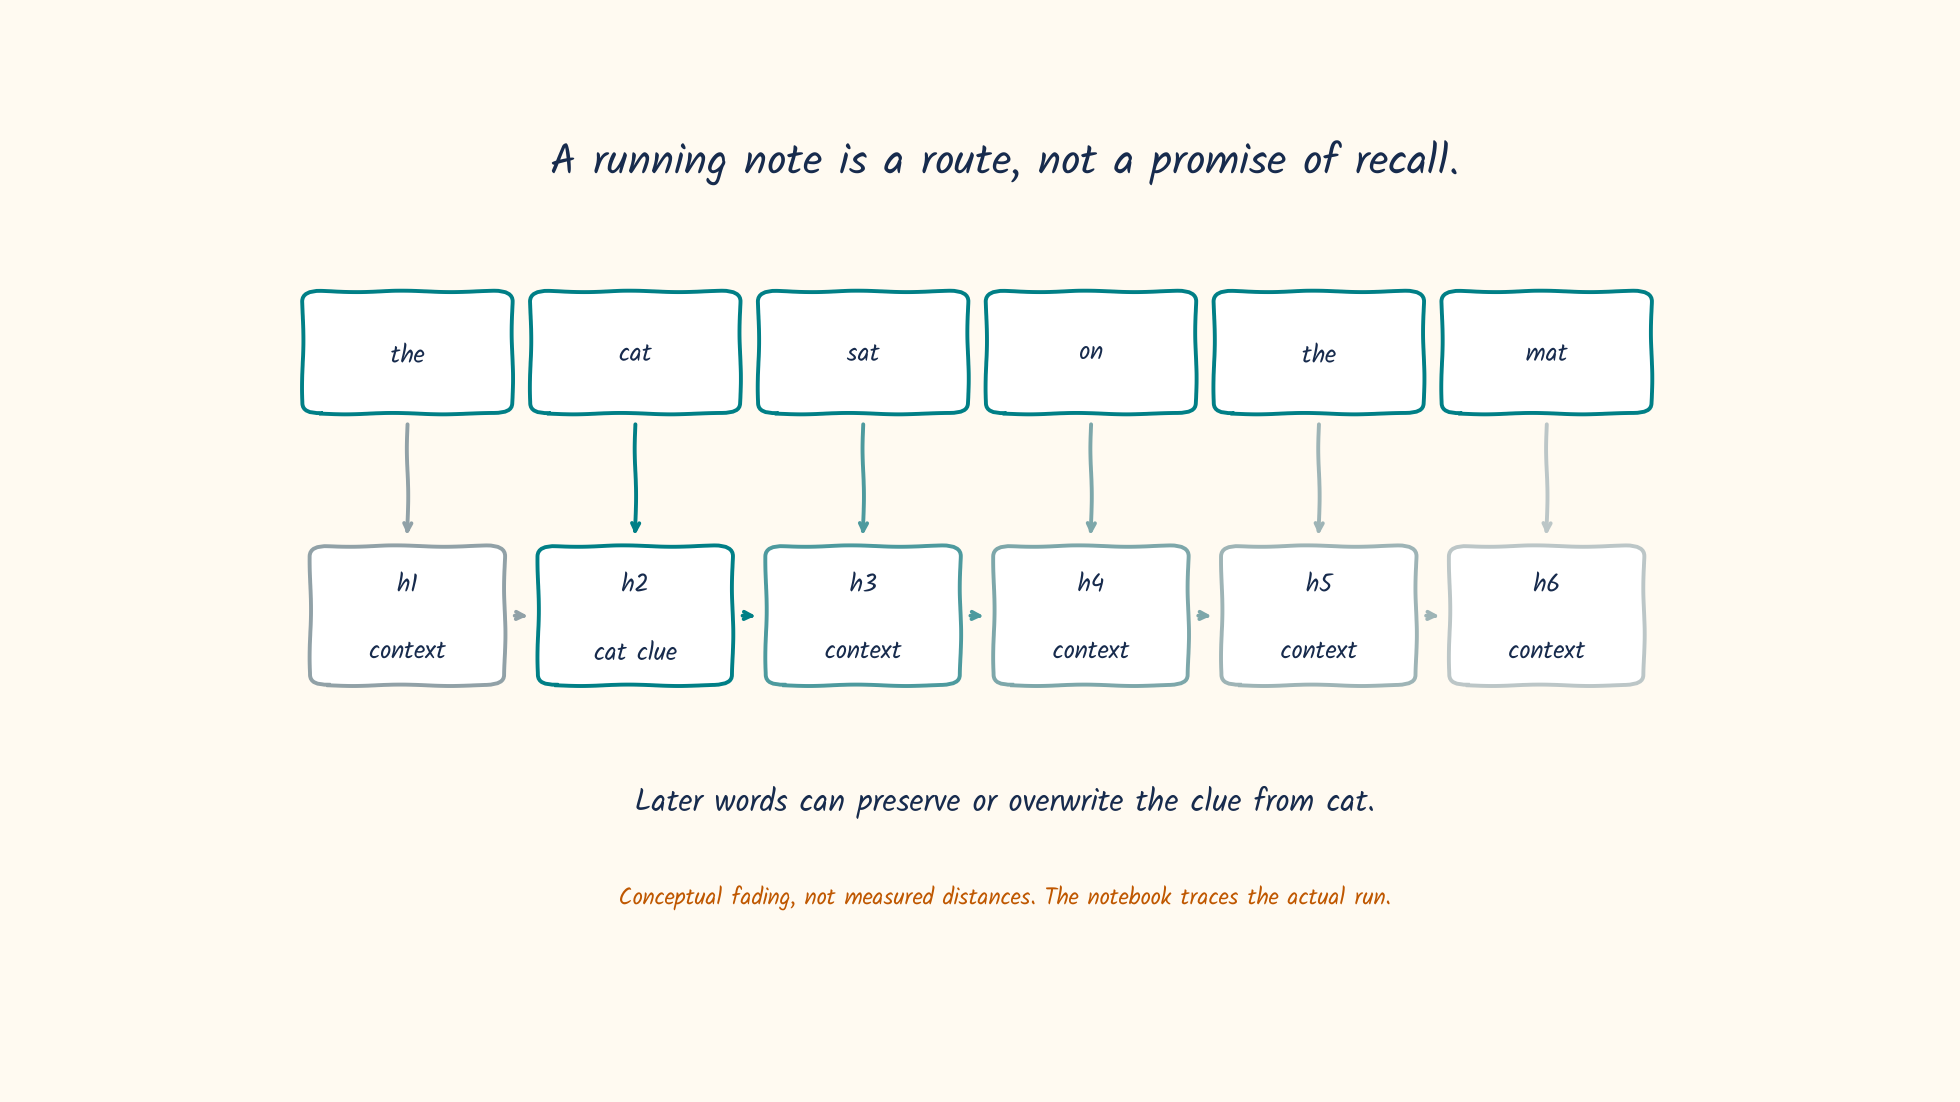 A running note is a route, not a promise of recall.
the cat sat on the mat
h1 h2 h3 h4 h5 h6
context cat clue context context context context
Later words can preserve or overwrite the clue from cat.
Conceptual fading, not measured distances. The notebook traces the actual run.